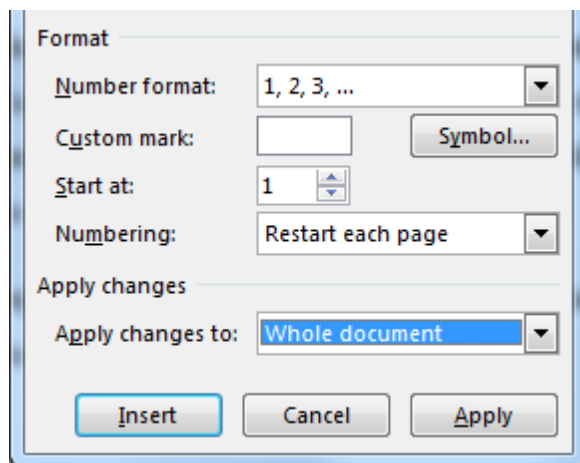 Format
Number format: 1, 2, 3, ...
Custom mark: Symbol...
Start at: 1
Numbering: Restart each page
Apply changes
Apply changes to: Whole document
Insert Cancel Apply